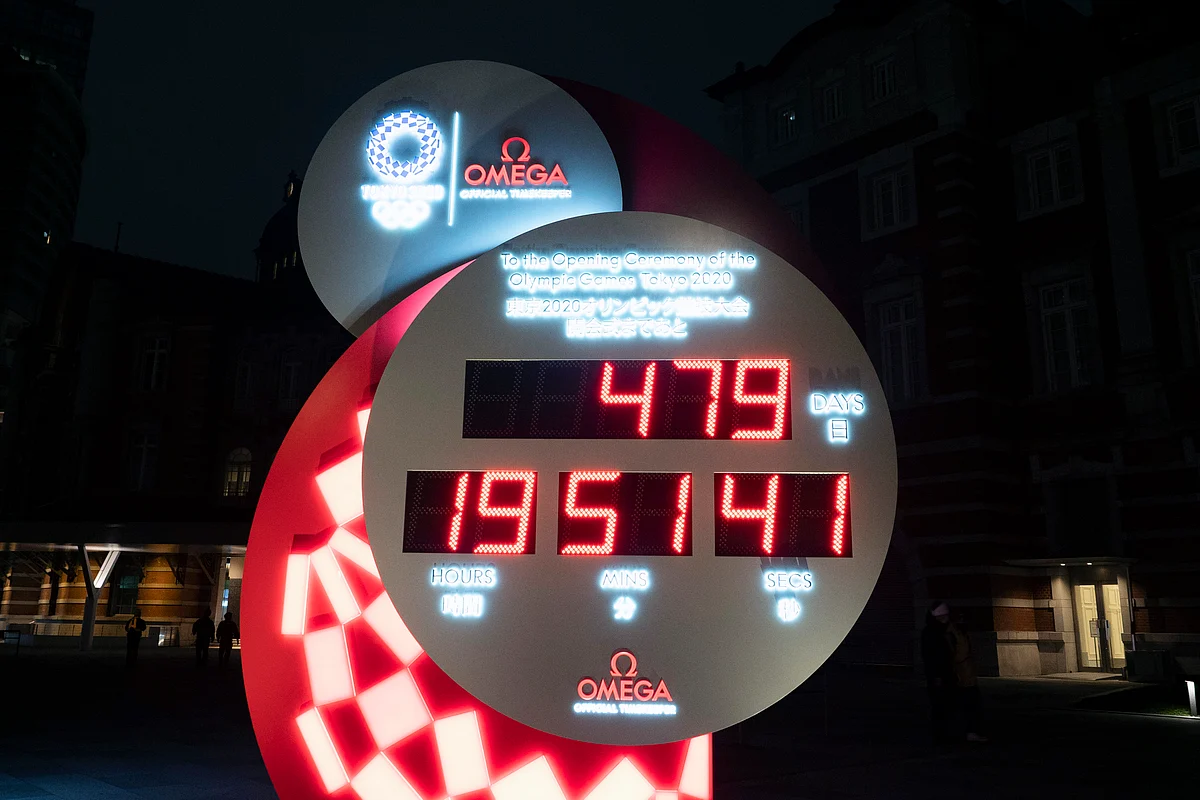 TOKYO 2020
Ω
OMEGA
OFFICIAL TIMEKEEPER
To the Opening Ceremony of the
Olympic Games Tokyo 2020
東京2020オリンピック競技大会
開会式まであと
479 DAYS
日
19 51 41
HOURS MINS SECS
時間 分 秒
Ω
OMEGA
OFFICIAL TIMEKEEPER